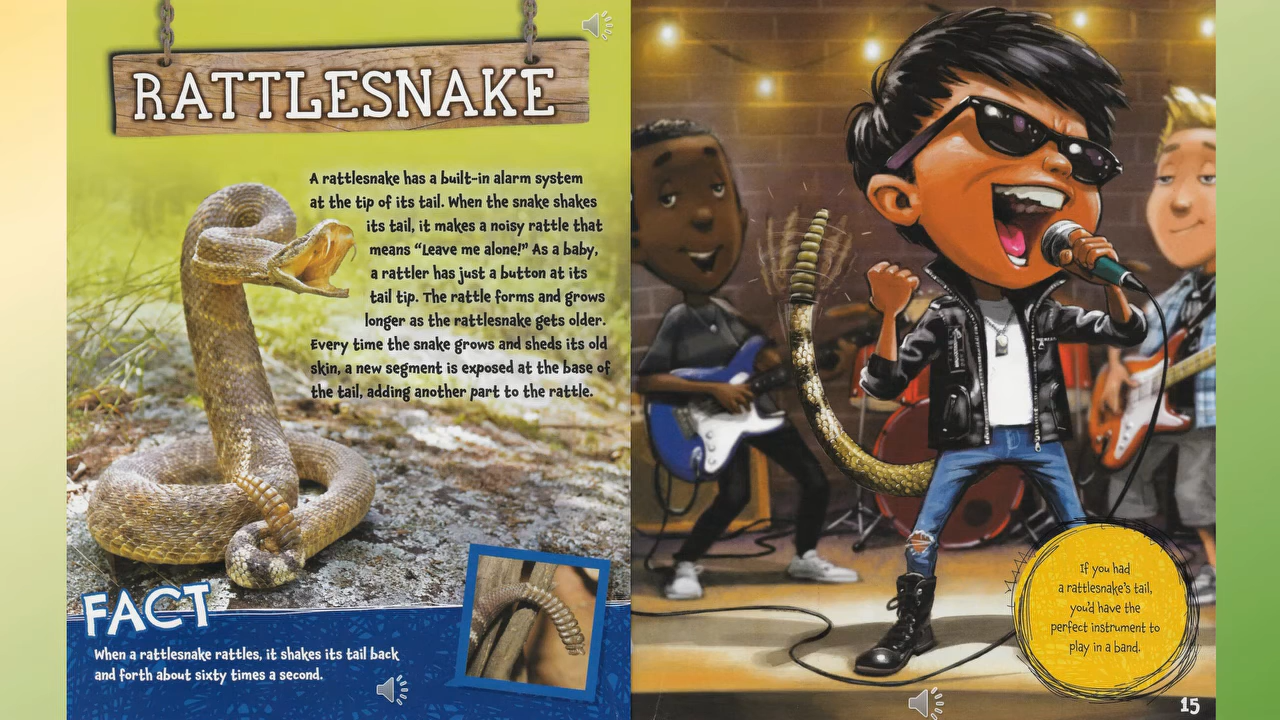 RATTLESNAKE
A rattlesnake has a built-in alarm system
at the tip of its tail. When the snake shakes
its tail, it makes a noisy rattle that
means “Leave me alone!” As a baby,
a rattler has just a button at its
tail tip. The rattle forms and grows
longer as the rattlesnake gets older.
Every time the snake grows and sheds its old
skin, a new segment is exposed at the base of
the tail, adding another part to the rattle.
FACT
When a rattlesnake rattles, it shakes its tail back
and forth about sixty times a second.
If you had
a rattlesnake's tail,
you'd have the
perfect instrument to
play in a band.
15